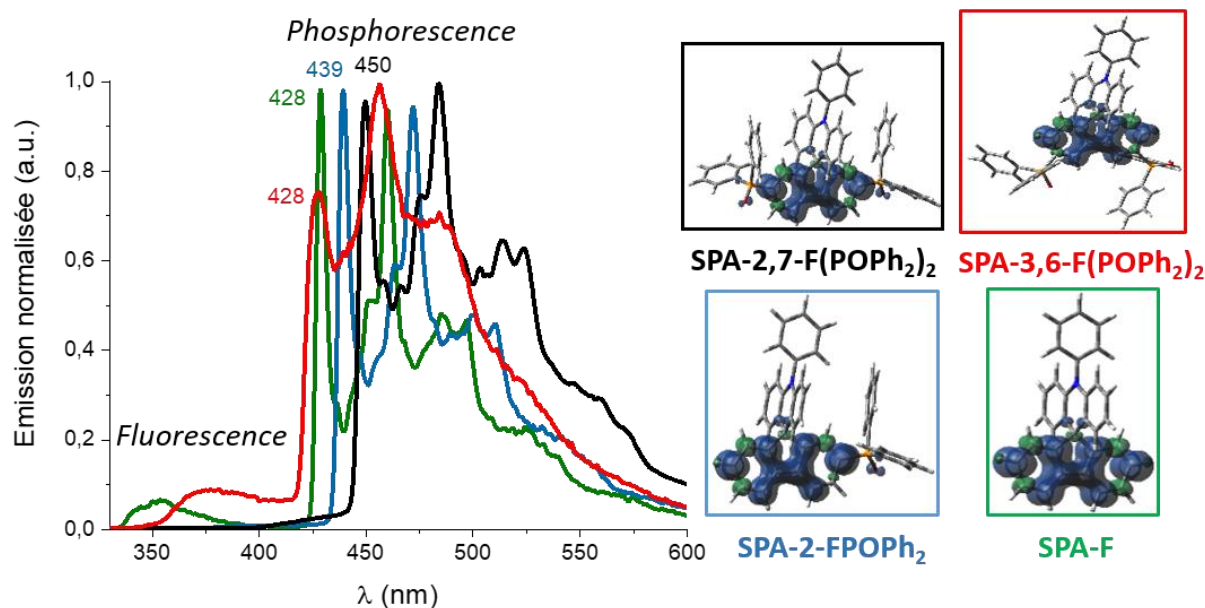 Phosphorescence
439
450
428
428
Fluorescence
Emission normalisée (a.u.)
1,0
0,8
0,6
0,4
0,2
0,0
350
400
450
500
550
600
λ (nm)
SPA-2,7-F(POPh₂)₂
SPA-3,6-F(POPh₂)₂
SPA-2-FPOPh₂
SPA-F